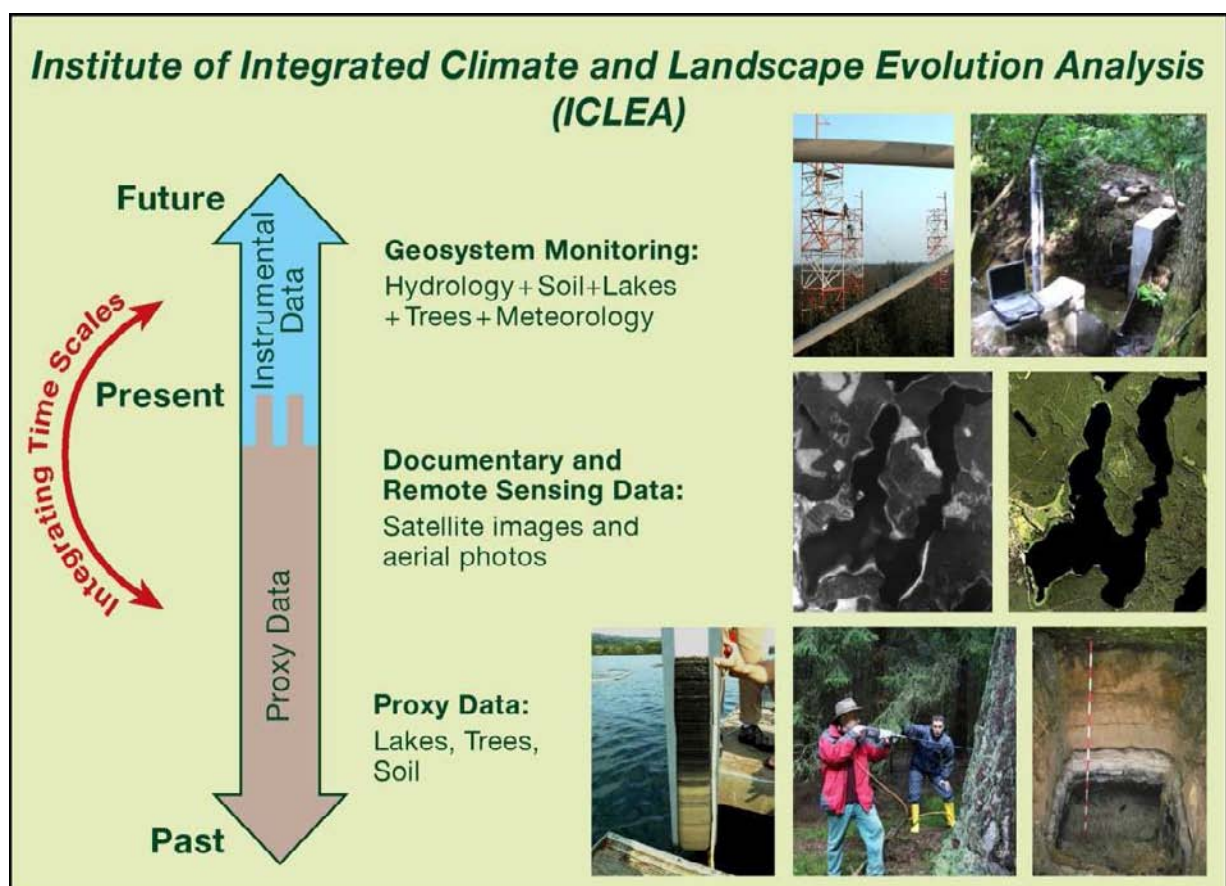 Institute of Integrated Climate and Landscape Evolution Analysis
(ICLEA)
Future
Instrumental
Data
Geosystem Monitoring:
Hydrology + Soil+Lakes
+ Trees + Meteorology
Integrating Time Scales
Present
Documentary and
Remote Sensing Data:
Satellite images and
aerial photos
Proxy Data
Proxy Data:
Lakes, Trees,
Soil
Past